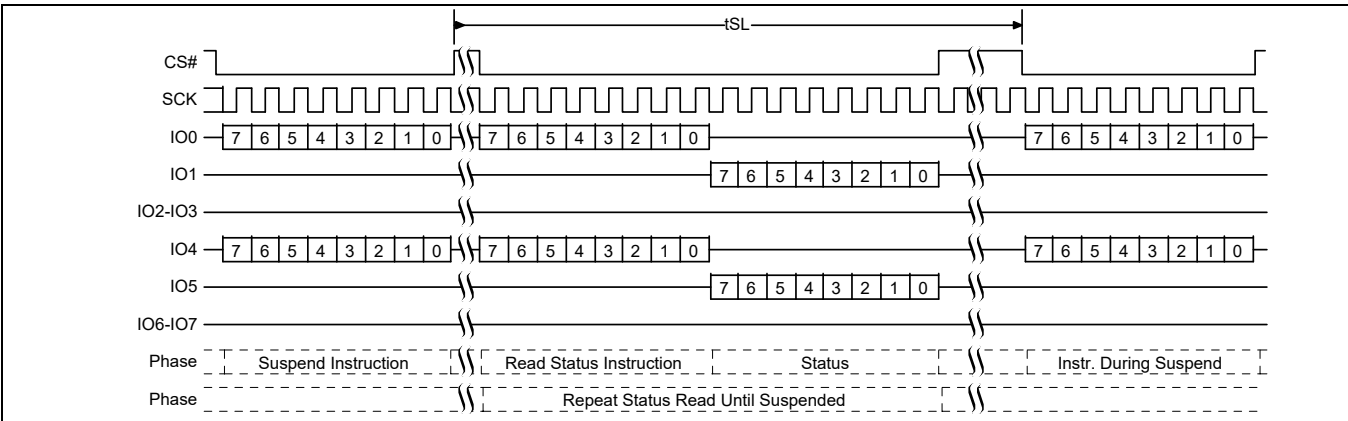 tSL
CS#
SCK
IO0 7 6 5 4 3 2 1 0 7 6 5 4 3 2 1 0 7 6 5 4 3 2 1 0
IO1 7 6 5 4 3 2 1 0
IO2-IO3
IO4 7 6 5 4 3 2 1 0 7 6 5 4 3 2 1 0 7 6 5 4 3 2 1 0
IO5 7 6 5 4 3 2 1 0
IO6-IO7
Phase Suspend Instruction Read Status Instruction Status Instr. During Suspend
Phase Repeat Status Read Until Suspended